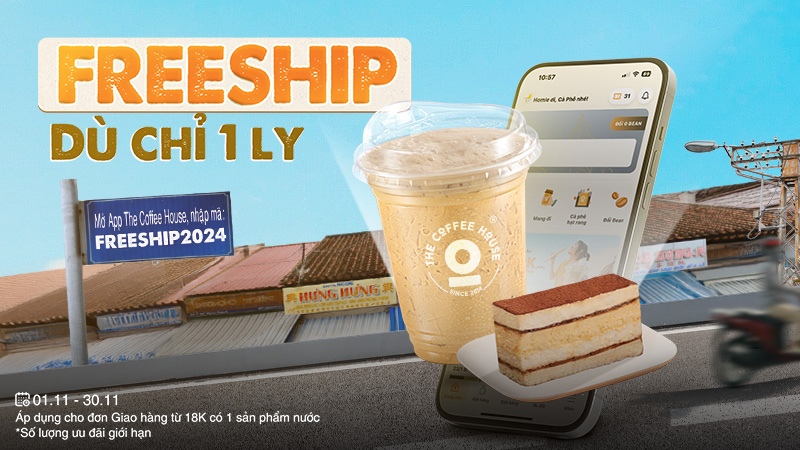 FREESHIP
DÙ CHỈ 1 LY
Mở App The Coffee House, nhập mã:
FREESHIP2024
HƯNG HƯNG
THE COFFEE HOUSE
®
SINCE 2014
10:57
Homie ơi, Cà Phê nhé!
31
Đổi 0 BEAN
Mang đi
Cà phê
hạt rang
Đổi Bean
01.11 - 30.11
Áp dụng cho đơn Giao hàng từ 18K có 1 sản phẩm nước
*Số lượng ưu đãi giới hạn